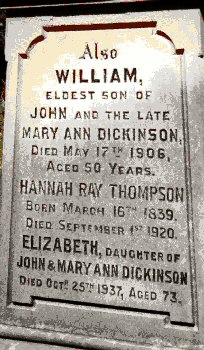 Also
WILLIAM,
ELDEST SON OF
JOHN AND THE LATE
MARY ANN DICKINSON,
DIED MAY 17TH 1906,
AGED 50 YEARS.
HANNAH RAY THOMPSON
BORN MARCH 16TH 1839.
DIED SEPTEMBER 1ST 1920.
ELIZABETH, DAUGHTER OF
JOHN & MARY ANN DICKINSON
DIED OCTR 25TH 1937, AGED 73.